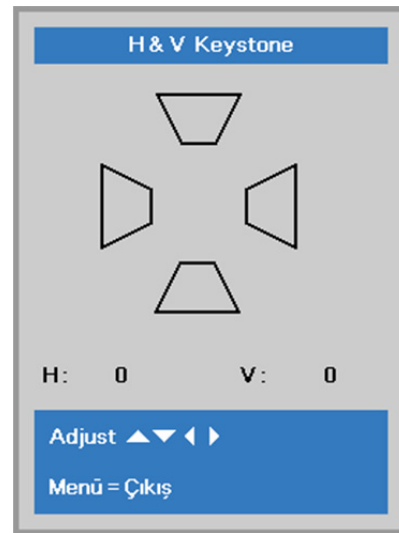 H & V Keystone
H: 0 V: 0
Adjust ▲▼◀▶
Menü = Çıkış